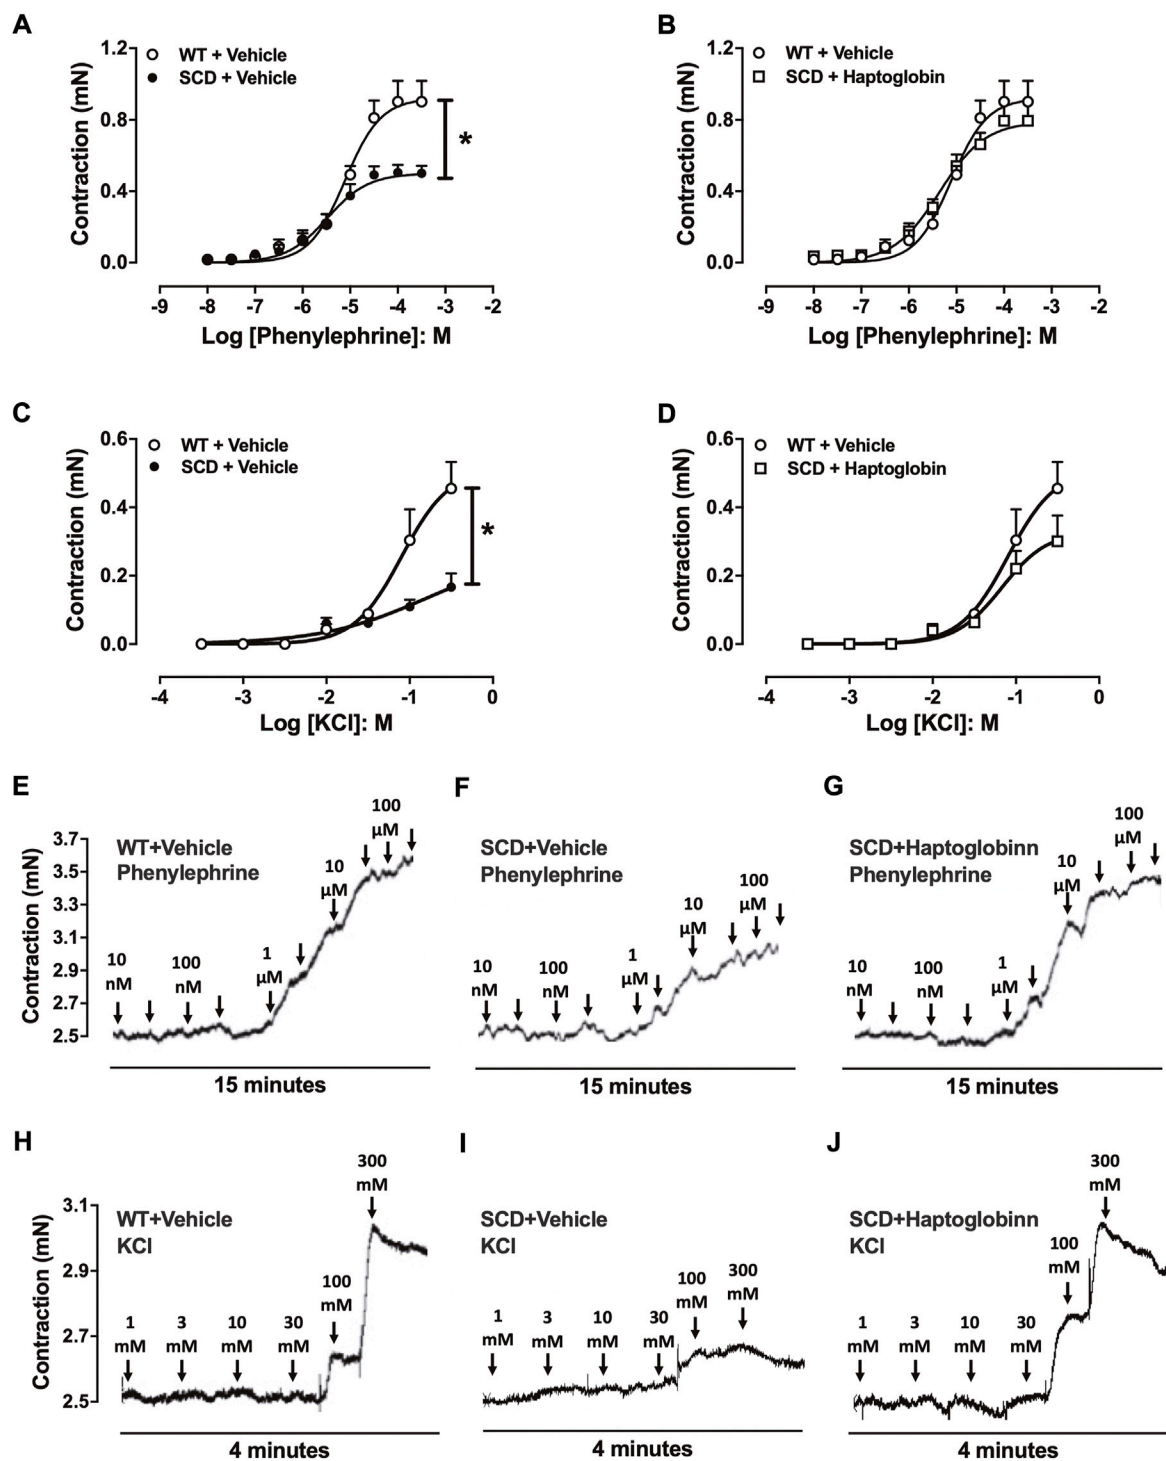 A
WT + Vehicle
SCD + Vehicle
Contraction (mN)
1.2
0.8
0.4
0.0
*
-9 -8 -7 -6 -5 -4 -3 -2
Log [Phenylephrine]: M
B
WT + Vehicle
SCD + Haptoglobin
Contraction (mN)
1.2
0.8
0.4
0.0
-9 -8 -7 -6 -5 -4 -3 -2
Log [Phenylephrine]: M
C
WT + Vehicle
SCD + Vehicle
Contraction (mN)
0.6
0.4
0.2
0.0
*
-4 -3 -2 -1 0
Log [KCl]: M
D
WT + Vehicle
SCD + Haptoglobin
Contraction (mN)
0.6
0.4
0.2
0.0
-4 -3 -2 -1 0
Log [KCl]: M
E
WT+Vehicle
Phenylephrine
Contraction (mN)
3.7
3.5
3.3
3.1
2.9
2.7
2.5
10
nM
100
nM
1
µM
10
µM
100
µM
15 minutes
F
SCD+Vehicle
Phenylephrine
10
nM
100
nM
1
µM
10
µM
100
µM
15 minutes
G
SCD+Haptoglobinn
Phenylephrine
10
nM
100
nM
1
µM
10
µM
100
µM
15 minutes
H
WT+Vehicle
KCl
Contraction (mN)
3.1
2.9
2.7
2.5
1
mM
3
mM
10
mM
30
mM
100
mM
300
mM
4 minutes
I
SCD+Vehicle
KCl
1
mM
3
mM
10
mM
30
mM
100
mM
300
mM
4 minutes
J
SCD+Haptoglobinn
KCl
1
mM
3
mM
10
mM
30
mM
100
mM
300
mM
4 minutes